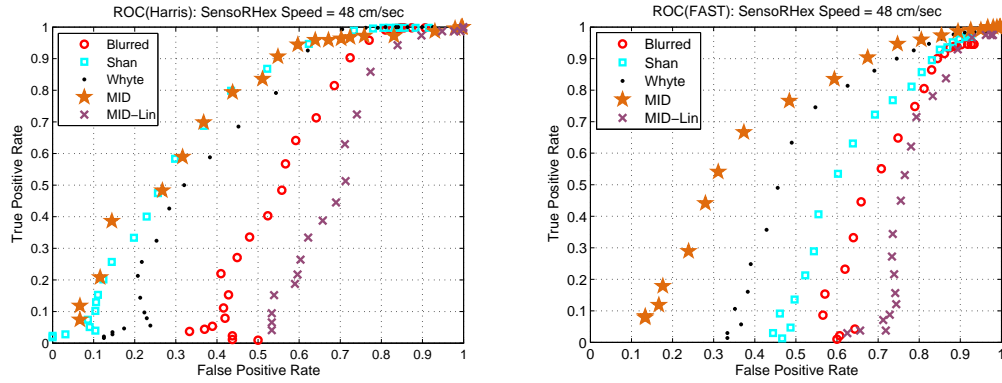 ROC(Harris): SensoRHex Speed = 48 cm/sec
1
0.9
0.8
0.7
0.6
0.5
0.4
0.3
0.2
0.1
0
True Positive Rate
Blurred
Shan
Whyte
MID
MID-Lin
0 0.1 0.2 0.3 0.4 0.5 0.6 0.7 0.8 0.9 1
False Positive Rate
ROC(FAST): SensoRHex Speed = 48 cm/sec
1
0.9
0.8
0.7
0.6
0.5
0.4
0.3
0.2
0.1
0
True Positive Rate
Blurred
Shan
Whyte
MID
MID-Lin
0 0.1 0.2 0.3 0.4 0.5 0.6 0.7 0.8 0.9 1
False Positive Rate